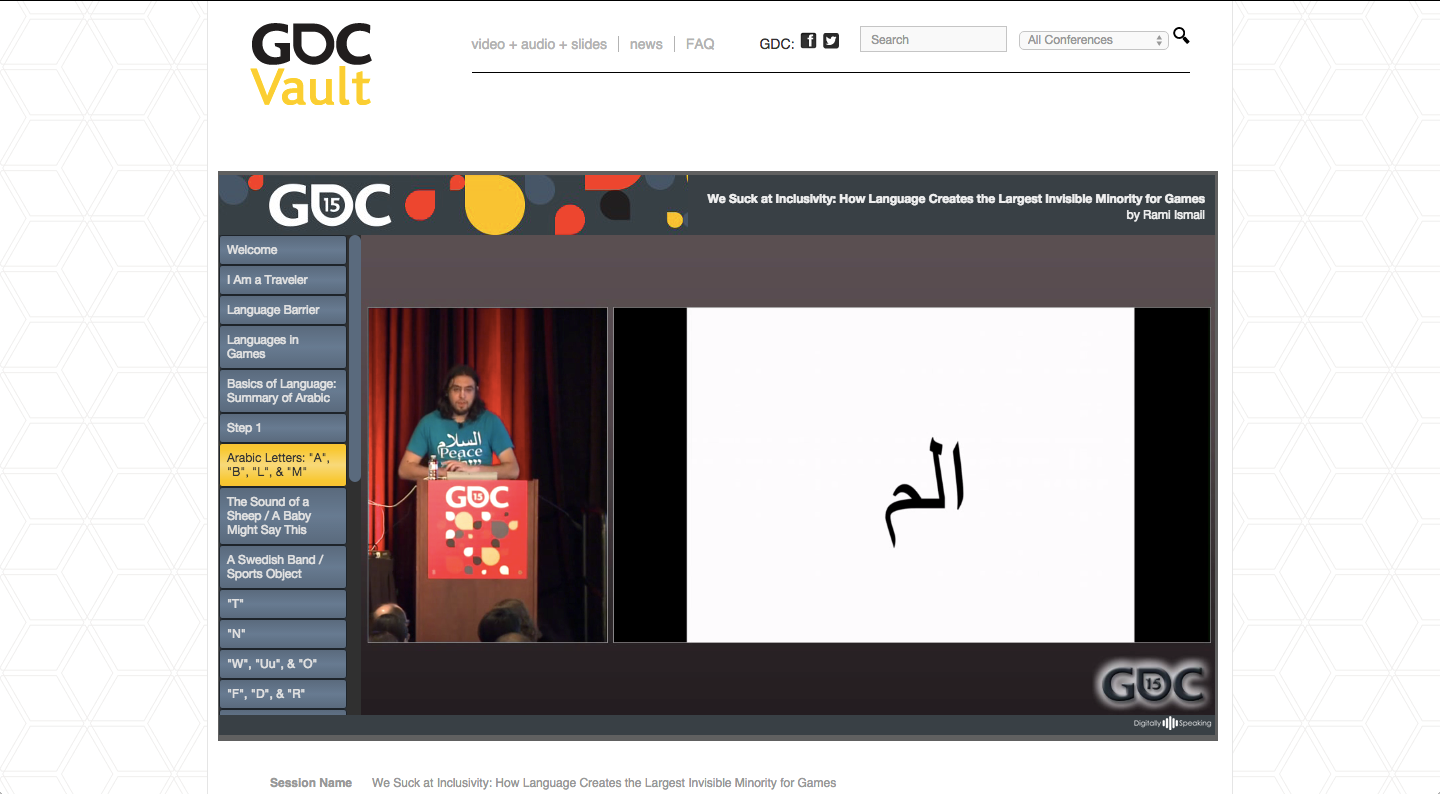 GDC
Vault
video + audio + slides
news
FAQ
GDC:
Search
All Conferences
GDC
15
We Suck at Inclusivity: How Language Creates the Largest Invisible Minority for Games
by Rami Ismail
Welcome
I Am a Traveler
Language Barrier
Languages in
Games
Basics of Language:
Summary of Arabic
Step 1
Arabic Letters: "A",
"B", "L", & "M"
The Sound of a
Sheep / A Baby
Might Say This
A Swedish Band /
Sports Object
"T"
"N"
"W", "Uu", & "O"
"F", "D", & "R"
السلام
Peace
GDC
15
الم
GDC
15
Digitally Speaking
Session Name
We Suck at Inclusivity: How Language Creates the Largest Invisible Minority for Games